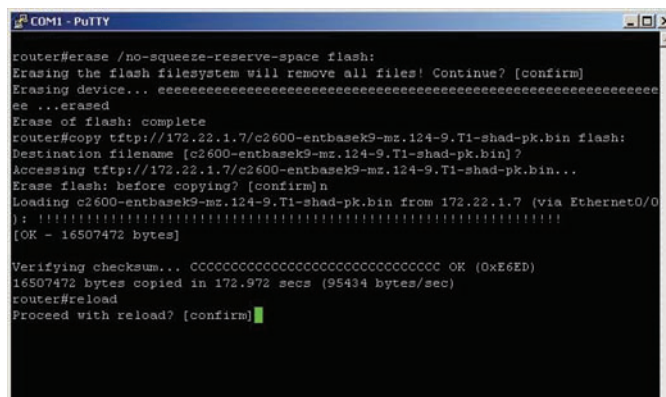 COM1 - PuTTY
router#erase /no-squeeze-reserve-space flash:
Erasing the flash filesystem will remove all files! Continue? [confirm]
Erasing device... eeeeeeeeeeeeeeeeeeeeeeeeeeeeeeeeeeeeeeeeeeeeeeeeeeeeeeeeeeeeee
ee ...erased
Erase of flash: complete
router#copy tftp://172.22.1.7/c2600-entbasek9-mz.124-9.T1-shad-pk.bin flash:
Destination filename [c2600-entbasek9-mz.124-9.T1-shad-pk.bin]?
Accessing tftp://172.22.1.7/c2600-entbasek9-mz.124-9.T1-shad-pk.bin...
Erase flash: before copying? [confirm]n
Loading c2600-entbasek9-mz.124-9.T1-shad-pk.bin from 172.22.1.7 (via Ethernet0/0
): !!!!!!!!!!!!!!!!!!!!!!!!!!!!!!!!!!!!!!!!!!!!!!!!!!!!!!!!!!!!!!!!!
[OK - 16507472 bytes]
Verifying checksum... CCCCCCCCCCCCCCCCCCCCCCCCCCCCCCC OK (0xE6ED)
16507472 bytes copied in 172.972 secs (95434 bytes/sec)
router#reload
Proceed with reload? [confirm]